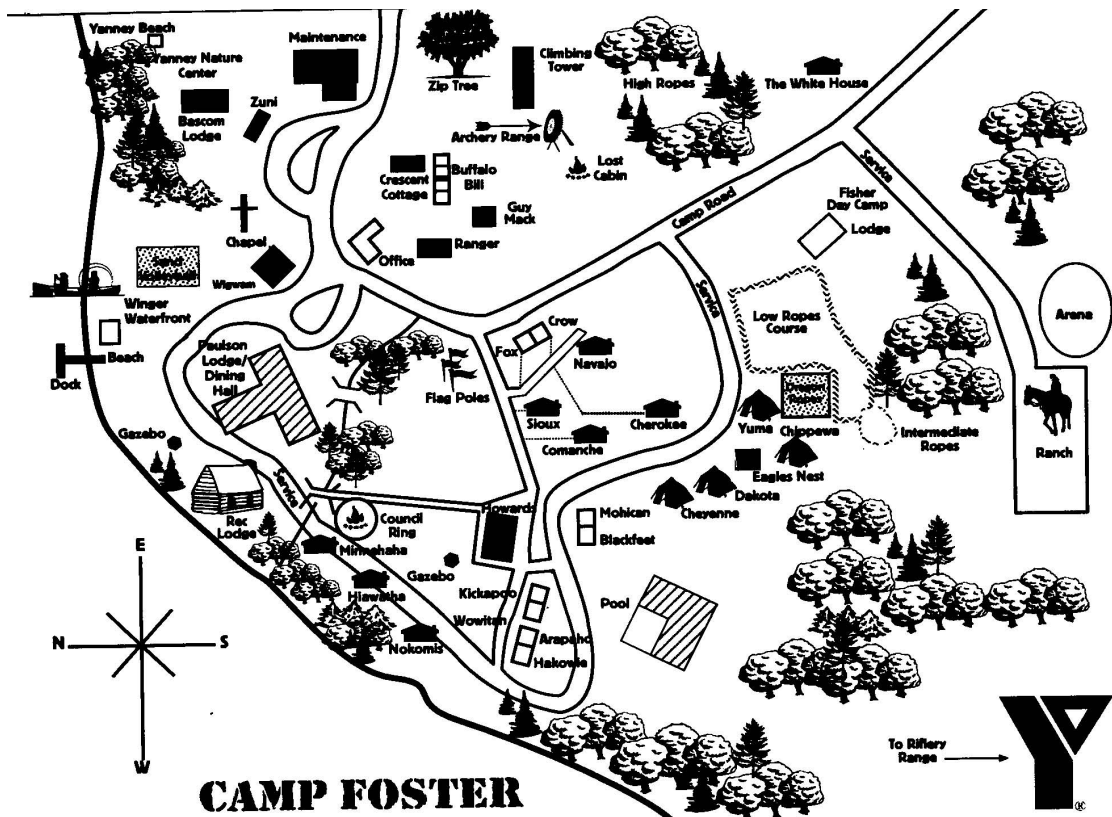 Yanney Beach
Yanney Nature
Center
Bascom
Lodge
Zuni
Maintenance
Zip Tree
Climbing
Tower
High Ropes
The White House
Archery Range
Lost
Cabin
Crescent
Cottage
Buffalo
Bill
Guy
Mack
Ranger
Office
Chapel
Wigwam
Sand
Winger
Waterfront
Beach
Dock
Camp Road
Service
Fisher
Day Camp
Lodge
Arena
Ranch
Service
Low Ropes
Course
Intermediate
Ropes
Paulson
Lodge/
Dining
Hall
Flag Poles
Crow
Fox
Navajo
Sioux
Cherokee
Comanche
Yuma
Chippewa
Eagles Nest
Dakota
Cheyenne
Gazebo
Service
Rec
Lodge
Council
Ring
Minnehaha
Hiawatha
Nokomis
Gazebo
Howards
Mohican
Blackfeet
Kickapoo
Wowitan
Arapaho
Hakowie
Pool
E
N
S
W
To Riflery
Range
Y
®
CAMP FOSTER